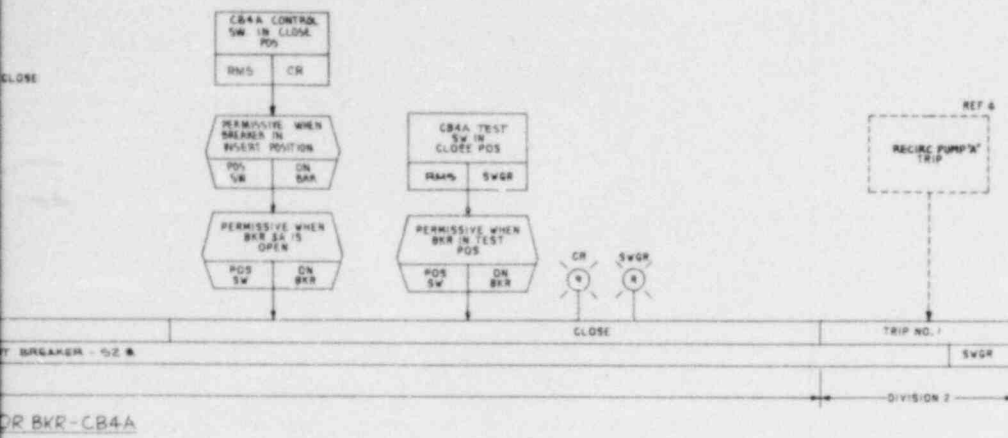 CB4A CONTROL
SW. IN CLOSE
POS
RMS CR
CLOSE
PERMISSIVE WHEN
BREAKER IN
INSERT POSITION
POS
SW
ON
BKR
PERMISSIVE WHEN
BKR 3A IS
OPEN
POS
SW
ON
BKR
CB4A TEST
SW IN
CLOSE POS
RMS SWGR
PERMISSIVE WHEN
BKR IN TEST
POS
POS
SW
ON
BKR
CR
R
SWGR
R
REF 6
RECIRC PUMP "A"
TRIP
CLOSE
TRIP NO. 1
T BREAKER - 52
SWGR
DIVISION 2
OR BKR-CB4A